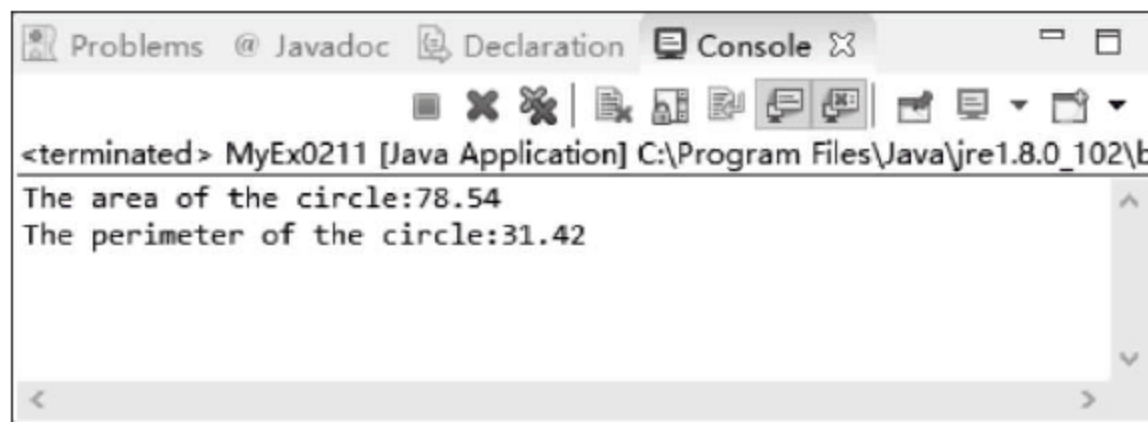 Problems @ Javadoc Declaration Console
<terminated> MyEx0211 [Java Application] C:\Program Files\Java\jre1.8.0_102\b
The area of the circle:78.54
The perimeter of the circle:31.42